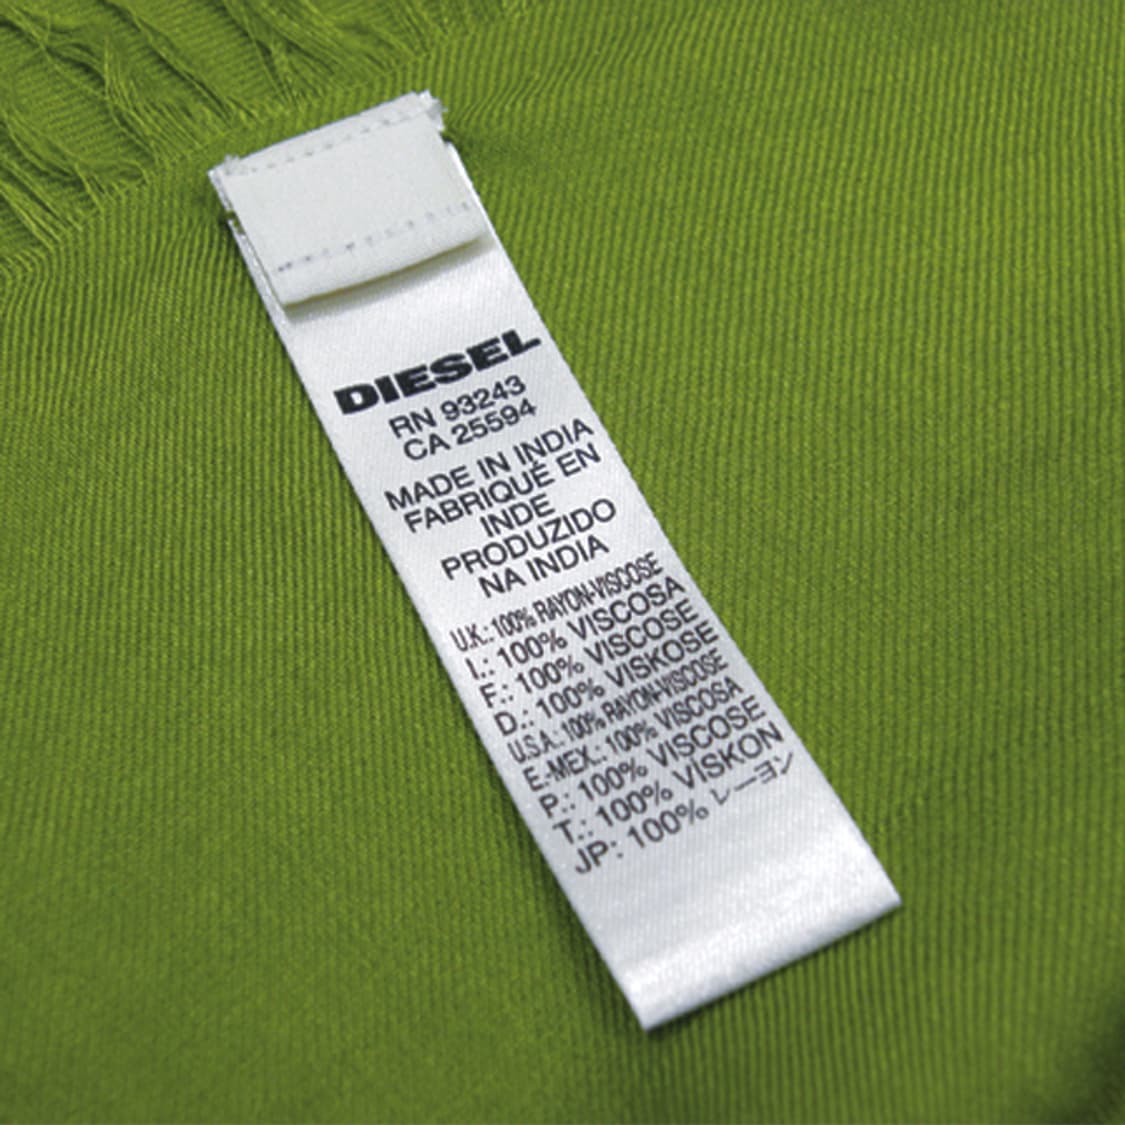 DIESEL
RN 93243
CA 25594
MADE IN INDIA
FABRIQUÉ EN
INDE
PRODUZIDO
NA INDIA
U.K.: 100% RAYON-VISCOSE
I.: 100% VISCOSA
F.: 100% VISCOSE
D.: 100% VISKOSE
U.S.A.: 100% RAYON-VISCOSE
E.-MEX.: 100% VISCOSA
P.: 100% VISCOSE
T.: 100% VISKON
JP: 100% レーヨン